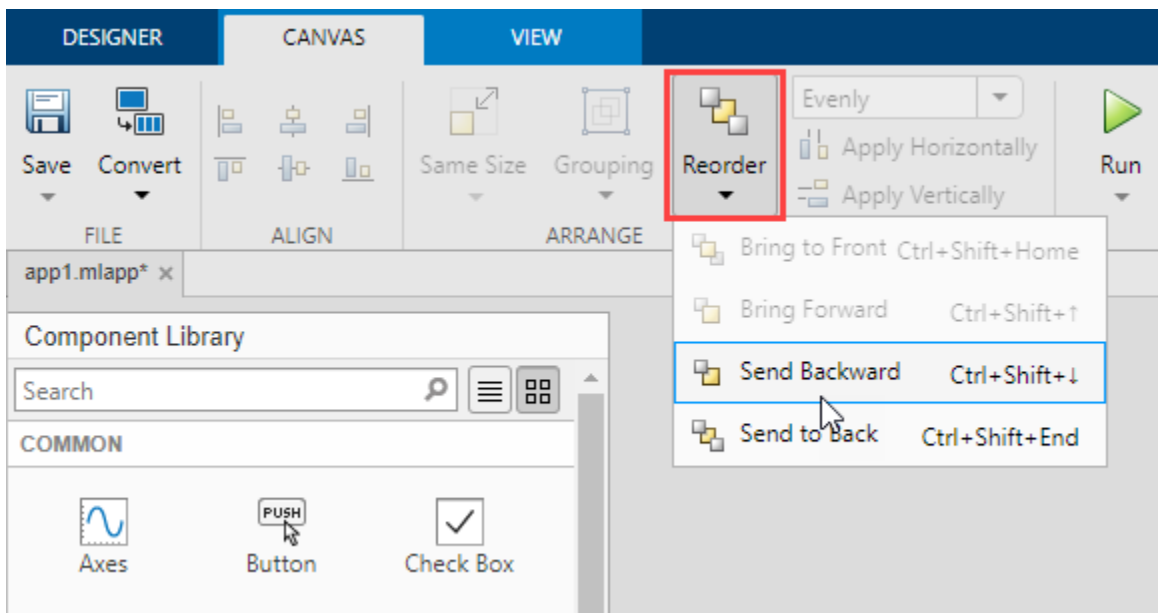 DESIGNER CANVAS VIEW
Evenly
Apply Horizontally
Save Convert Same Size Grouping Reorder Run
Apply Vertically
FILE ALIGN ARRANGE
Bring to Front Ctrl+Shift+Home
app1.mlapp* ×
Bring Forward Ctrl+Shift+↑
Component Library
Send Backward Ctrl+Shift+↓
Search
Send to Back Ctrl+Shift+End
COMMON
PUSH
Axes Button Check Box